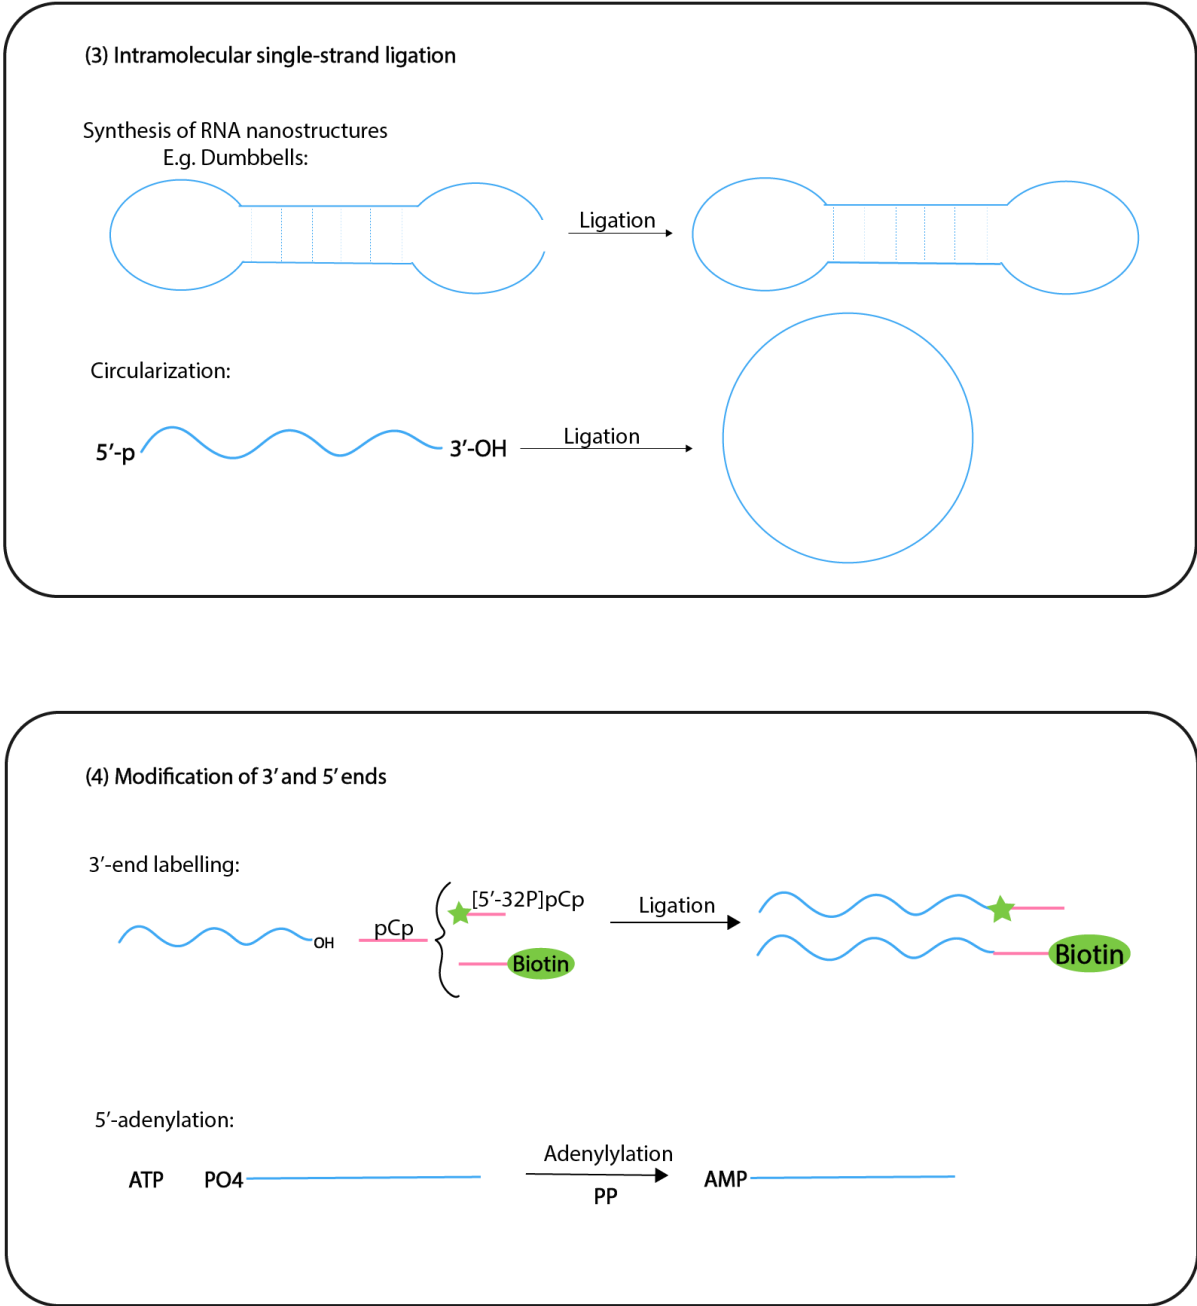 (3) Intramolecular single-strand ligation
Synthesis of RNA nanostructures
E.g. Dumbbells:
Ligation
Circularization:
5′-p
3′-OH
Ligation
(4) Modification of 3′ and 5′ ends
3′-end labelling:
OH
pCp
[5′-32P]pCp
Biotin
Ligation
Biotin
5′-adenylation:
ATP
PO4
Adenylylation
PP
AMP